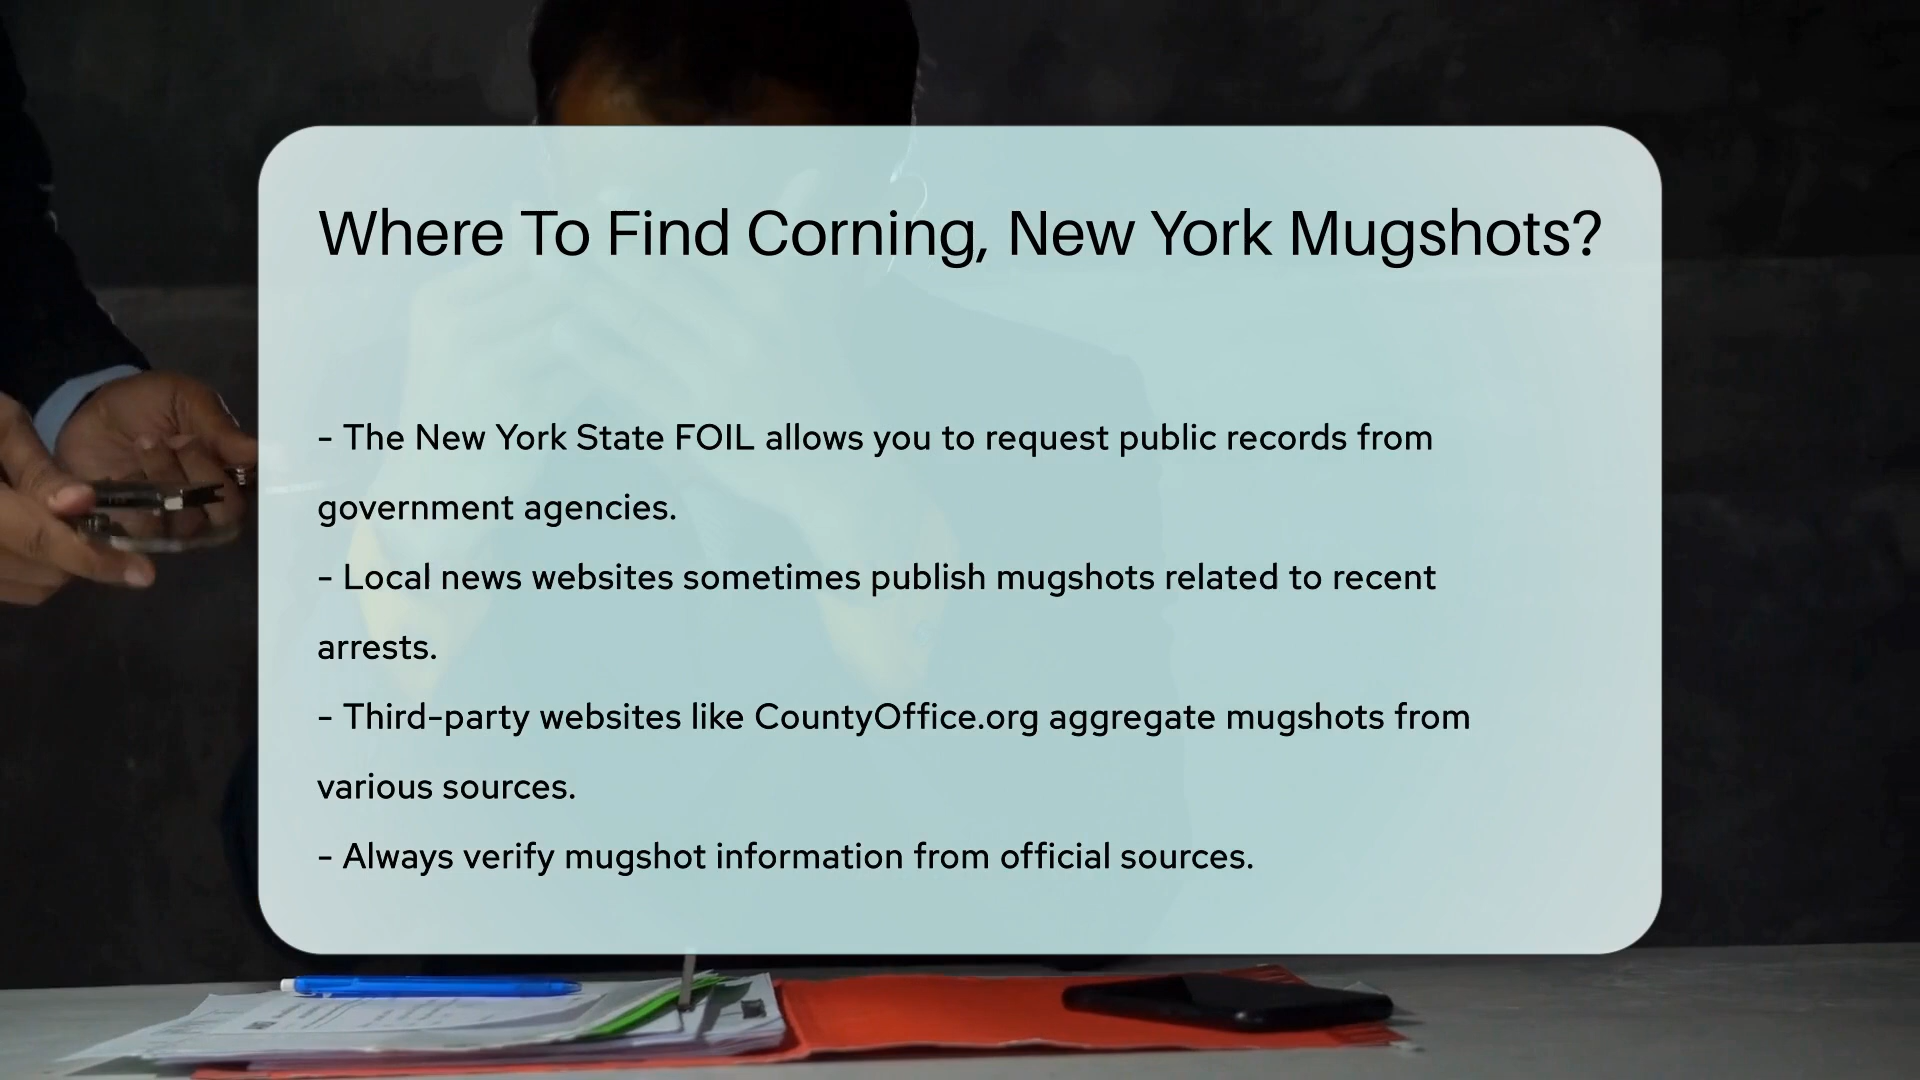 Where To Find Corning, New York Mugshots?
- The New York State FOIL allows you to request public records from
government agencies.
- Local news websites sometimes publish mugshots related to recent
arrests.
- Third-party websites like CountyOffice.org aggregate mugshots from
various sources.
- Always verify mugshot information from official sources.